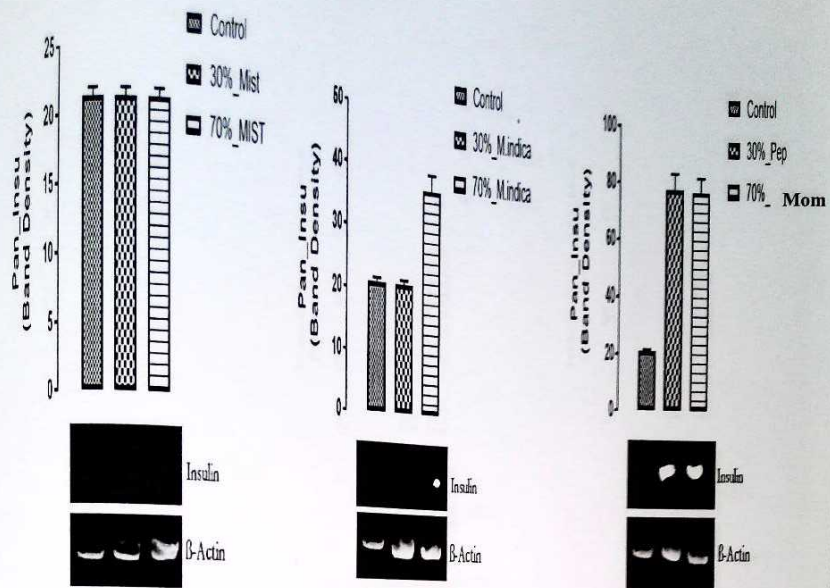 Control
30%_Mist
70%_MIST
25
20
15
10
5
0
Pan_Insu
(Band Density)
Insulin
ß-Actin
Control
30%_M.indica
70%_M.indica
50
40
30
20
10
0
Pan_Insu
(Band Density)
Insulin
ß-Actin
Control
30%_Pep
70%_ Mom
100
80
60
40
20
0
Pan_Insu
(Band Density)
Insulin
ß-Actin